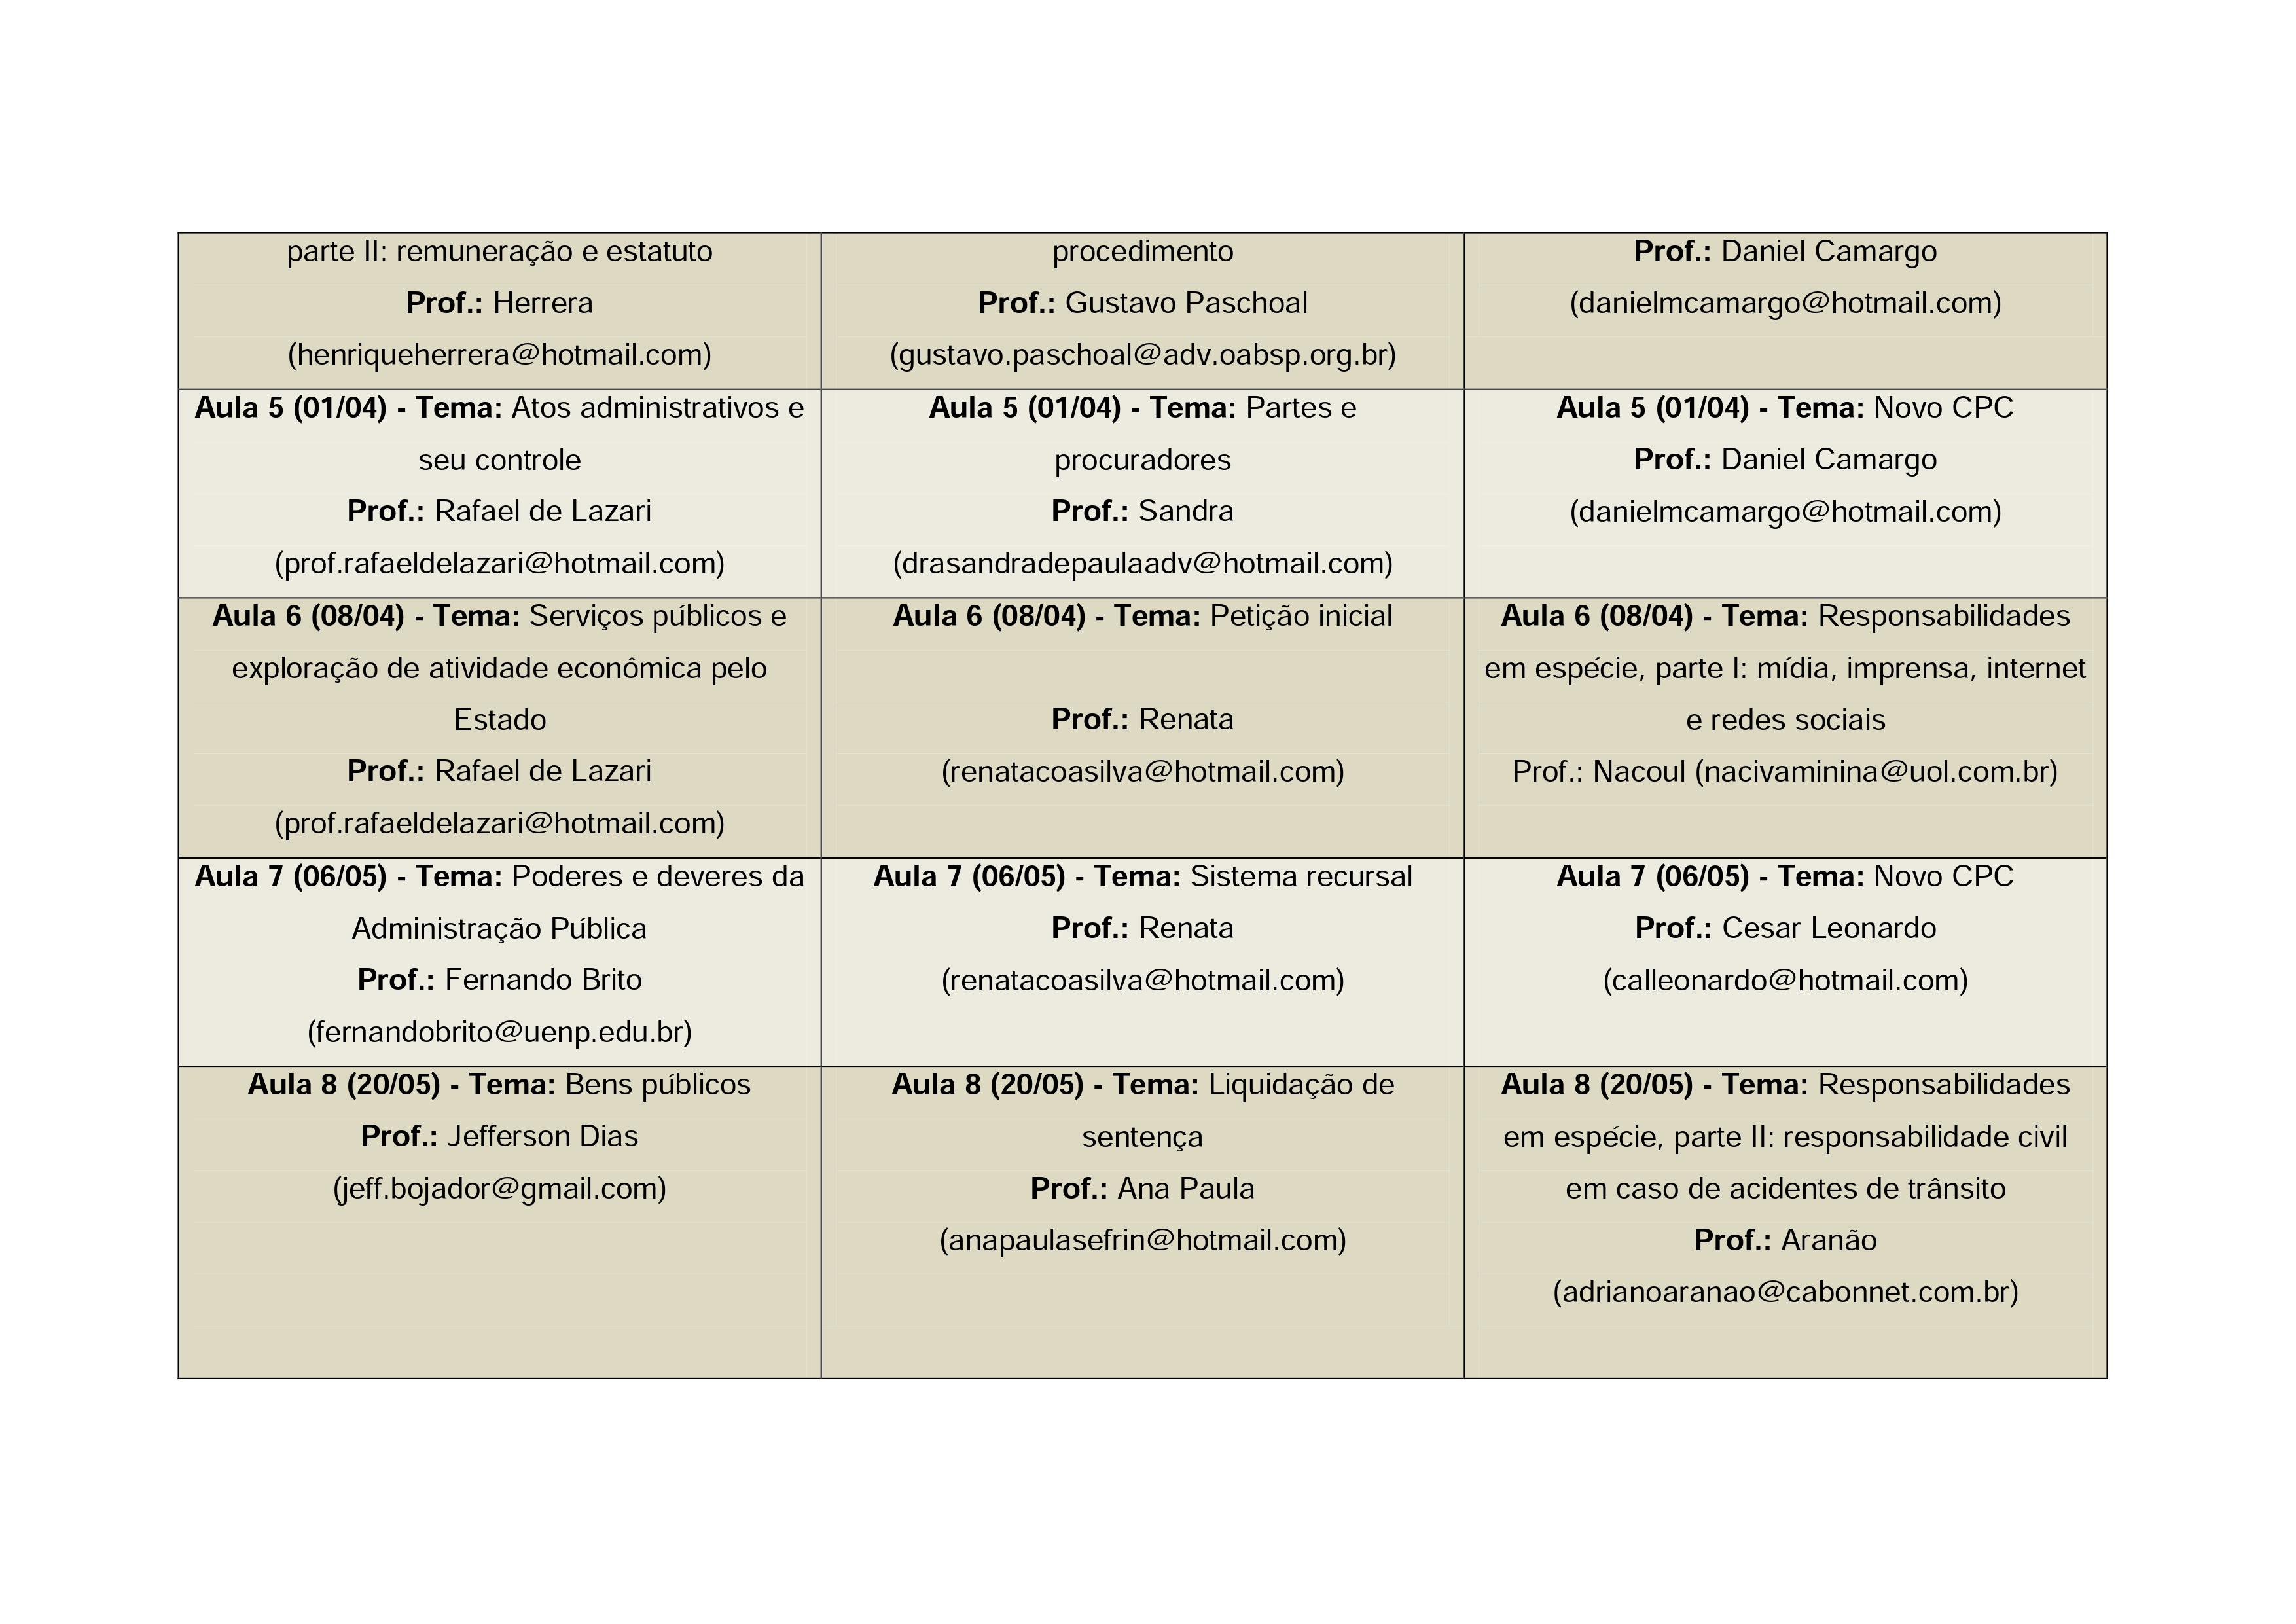 parte II: remuneração e estatuto
Prof.: Herrera
(henriqueherrera@hotmail.com)
procedimento
Prof.: Gustavo Paschoal
(gustavo.paschoal@adv.oabsp.org.br)
Prof.: Daniel Camargo
(danielmcamargo@hotmail.com)
Aula 5 (01/04) - Tema: Atos administrativos e
seu controle
Prof.: Rafael de Lazari
(prof.rafaeldelazari@hotmail.com)
Aula 5 (01/04) - Tema: Partes e
procuradores
Prof.: Sandra
(drasandradepaulaadv@hotmail.com)
Aula 5 (01/04) - Tema: Novo CPC
Prof.: Daniel Camargo
(danielmcamargo@hotmail.com)
Aula 6 (08/04) - Tema: Serviços públicos e
exploração de atividade econômica pelo
Estado
Prof.: Rafael de Lazari
(prof.rafaeldelazari@hotmail.com)
Aula 6 (08/04) - Tema: Petição inicial
Prof.: Renata
(renatacoasilva@hotmail.com)
Aula 6 (08/04) - Tema: Responsabilidades
em espécie, parte I: mídia, imprensa, internet
e redes sociais
Prof.: Nacoul (nacivaminina@uol.com.br)
Aula 7 (06/05) - Tema: Poderes e deveres da
Administração Pública
Prof.: Fernando Brito
(fernandobrito@uenp.edu.br)
Aula 7 (06/05) - Tema: Sistema recursal
Prof.: Renata
(renatacoasilva@hotmail.com)
Aula 7 (06/05) - Tema: Novo CPC
Prof.: Cesar Leonardo
(calleonardo@hotmail.com)
Aula 8 (20/05) - Tema: Bens públicos
Prof.: Jefferson Dias
(jeff.bojador@gmail.com)
Aula 8 (20/05) - Tema: Liquidação de
sentença
Prof.: Ana Paula
(anapaulasefrin@hotmail.com)
Aula 8 (20/05) - Tema: Responsabilidades
em espécie, parte II: responsabilidade civil
em caso de acidentes de trânsito
Prof.: Aranão
(adrianoaranao@cabonnet.com.br)